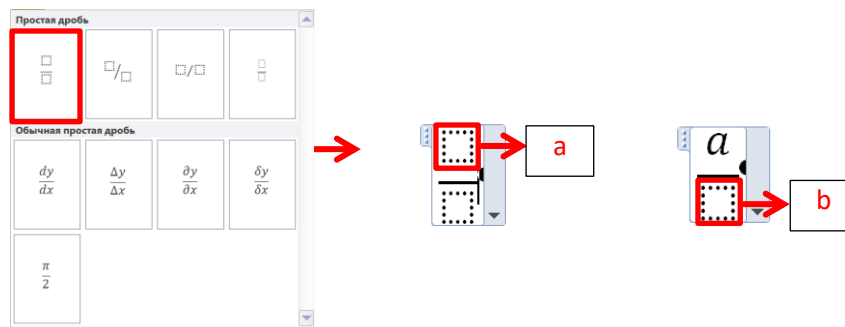 Простая дробь
Обычная простая дробь
dy/dx Δy/Δx ∂y/∂x δy/δx
π/2
a
a
b